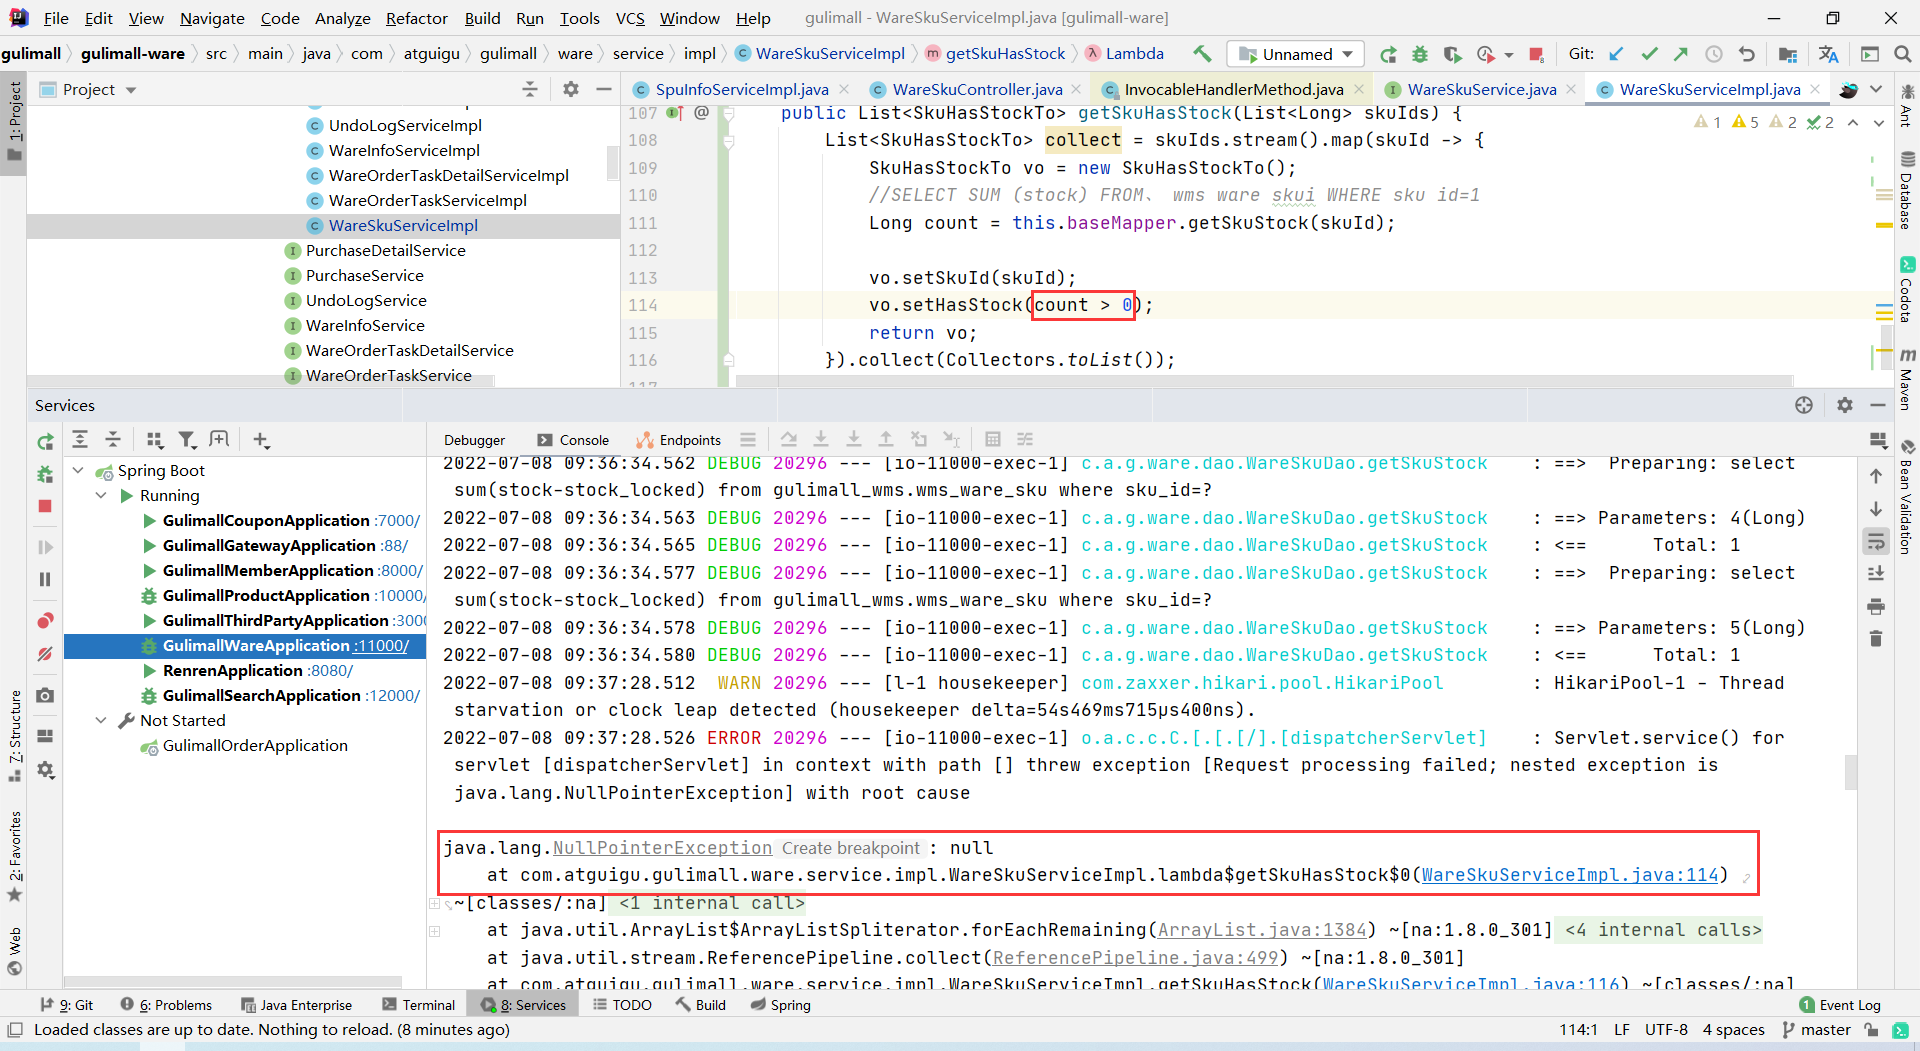 File Edit View Navigate Code Analyze Refactor Build Run Tools VCS Window Help gulimall - WareSkuServiceImpl.java [gulimall-ware]
gulimall gulimall-ware src main java com atguigu gulimall ware service impl WareSkuServiceImpl getSkuHasStock Lambda Unnamed Git:
Project
SpuInfoServiceImpl.java WareSkuController.java InvocableHandlerMethod.java WareSkuService.java WareSkuServiceImpl.java
1: Project
UndoLogServiceImpl
WareInfoServiceImpl
WareOrderTaskDetailServiceImpl
WareOrderTaskServiceImpl
WareSkuServiceImpl
PurchaseDetailService
PurchaseService
UndoLogService
WareInfoService
WareOrderTaskDetailService
WareOrderTaskService
1 5 2 2
107 public List<SkuHasStockTo> getSkuHasStock(List<Long> skuIds) {
108 List<SkuHasStockTo> collect = skuIds.stream().map(skuId -> {
109 SkuHasStockTo vo = new SkuHasStockTo();
110 //SELECT SUM (stock) FROM、 wms ware skui WHERE sku id=1
111 Long count = this.baseMapper.getSkuStock(skuId);
112
113 vo.setSkuId(skuId);
114 vo.setHasStock(count > 0);
115 return vo;
116 }).collect(Collectors.toList());
117
Ant
Database
Codota
Maven
Bean Validation
Services
Debugger Console Endpoints
Spring Boot
Running
GulimallCouponApplication :7000/
GulimallGatewayApplication :88/
GulimallMemberApplication :8000/
GulimallProductApplication :10000/
GulimallThirdPartyApplication :3000
GulimallWareApplication :11000/
RenrenApplication :8080/
GulimallSearchApplication :12000/
Not Started
GulimallOrderApplication
7: Structure
2: Favorites
Web
2022-07-08 09:36:34.562 DEBUG 20296 --- [io-11000-exec-1] c.a.g.ware.dao.WareSkuDao.getSkuStock : ==> Preparing: select
sum(stock-stock_locked) from gulimall_wms.wms_ware_sku where sku_id=?
2022-07-08 09:36:34.563 DEBUG 20296 --- [io-11000-exec-1] c.a.g.ware.dao.WareSkuDao.getSkuStock : ==> Parameters: 4(Long)
2022-07-08 09:36:34.565 DEBUG 20296 --- [io-11000-exec-1] c.a.g.ware.dao.WareSkuDao.getSkuStock : <== Total: 1
2022-07-08 09:36:34.577 DEBUG 20296 --- [io-11000-exec-1] c.a.g.ware.dao.WareSkuDao.getSkuStock : ==> Preparing: select
sum(stock-stock_locked) from gulimall_wms.wms_ware_sku where sku_id=?
2022-07-08 09:36:34.578 DEBUG 20296 --- [io-11000-exec-1] c.a.g.ware.dao.WareSkuDao.getSkuStock : ==> Parameters: 5(Long)
2022-07-08 09:36:34.580 DEBUG 20296 --- [io-11000-exec-1] c.a.g.ware.dao.WareSkuDao.getSkuStock : <== Total: 1
2022-07-08 09:37:28.512 WARN 20296 --- [l-1 housekeeper] com.zaxxer.hikari.pool.HikariPool : HikariPool-1 - Thread
starvation or clock leap detected (housekeeper delta=54s469ms715µs400ns).
2022-07-08 09:37:28.526 ERROR 20296 --- [io-11000-exec-1] o.a.c.c.C.[.[.[/].[dispatcherServlet] : Servlet.service() for
servlet [dispatcherServlet] in context with path [] threw exception [Request processing failed; nested exception is
java.lang.NullPointerException] with root cause
java.lang.NullPointerException Create breakpoint : null
at com.atguigu.gulimall.ware.service.impl.WareSkuServiceImpl.lambda$getSkuHasStock$0(WareSkuServiceImpl.java:114)
~[classes/:na] <1 internal call>
at java.util.ArrayList$ArrayListSpliterator.forEachRemaining(ArrayList.java:1384) ~[na:1.8.0_301] <4 internal calls>
at java.util.stream.ReferencePipeline.collect(ReferencePipeline.java:499) ~[na:1.8.0_301]
at com.atguigu.gulimall.ware.service.impl.WareSkuServiceImpl.getSkuHasStock(WareSkuServiceImpl.java:116) ~[classes/:na]
9: Git 6: Problems Java Enterprise Terminal 8: Services TODO Build Spring 1 Event Log
Loaded classes are up to date. Nothing to reload. (8 minutes ago) 114:1 LF UTF-8 4 spaces master